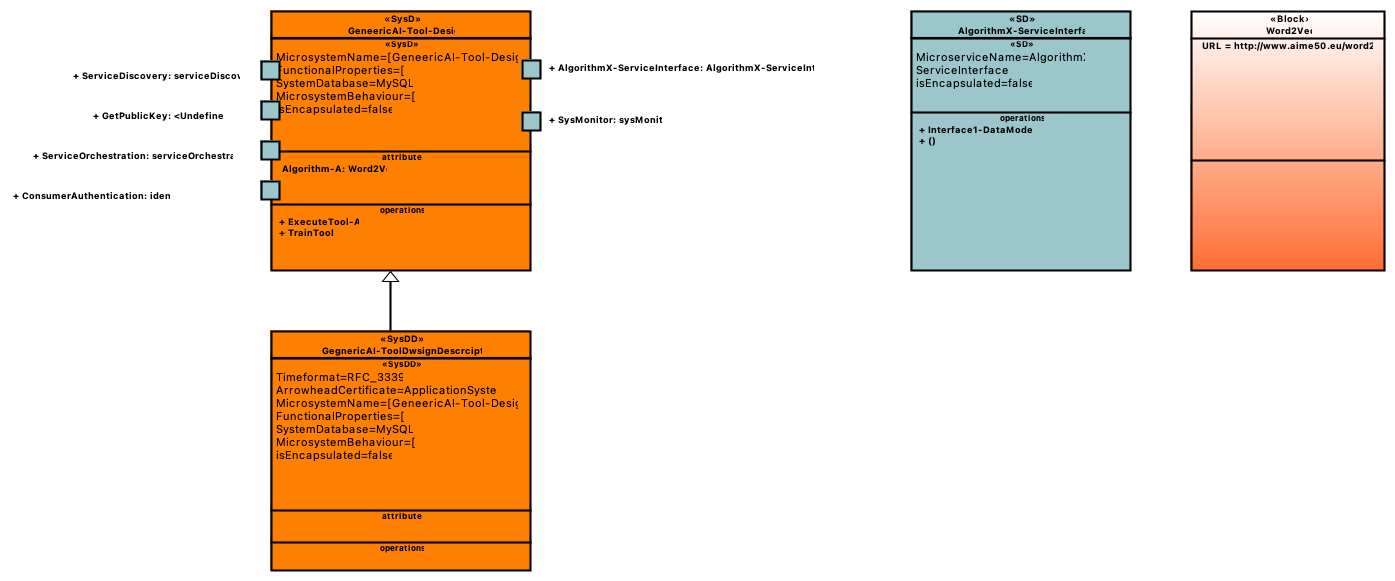 «SysD»
GeneericAI-Tool-Desi
«SysD»
MicrosystemName=[GeneericAI-Tool-Desig
FunctionalProperties=[
SystemDatabase=MySQL
MicrosystemBehaviour=[
isEncapsulated=false
attribute
Algorithm-A: Word2V
operations
+ ExecuteTool-A
+ TrainTool
+ ServiceDiscovery: serviceDiscov
+ GetPublicKey: <Undefine
+ ServiceOrchestration: serviceOrchestra
+ ConsumerAuthentication: iden
+ AlgorithmX-ServiceInterface: AlgorithmX-ServiceInt
+ SysMonitor: sysMonit
«SD»
AlgorithmX-ServiceInterfa
«SD»
MicroserviceName=AlgorithmX
ServiceInterface
isEncapsulated=false
operations
+ Interface1-DataMode
+ ()
«Block»
Word2Vec
URL = http://www.aime50.eu/word2
«SysDD»
GegnericAI-ToolDwsignDescrcipt
«SysDD»
Timeformat=RFC_3339
ArrowheadCertificate=ApplicationSyste
MicrosystemName=[GeneericAI-Tool-Desig
FunctionalProperties=[
SystemDatabase=MySQL
MicrosystemBehaviour=[
isEncapsulated=false
attribute
operations